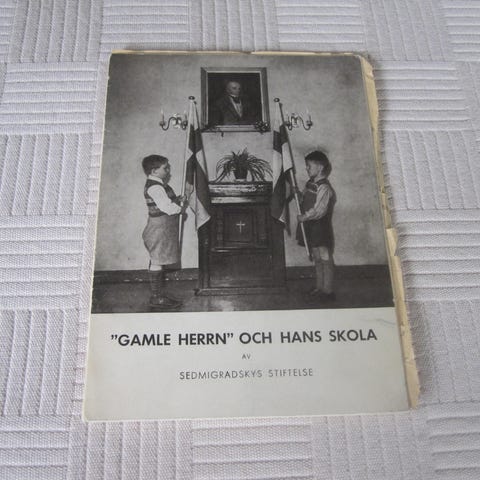 "GAMLE HERRN" OCH HANS SKOLA
AV
SEDMIGRADSKYS STIFTELSE